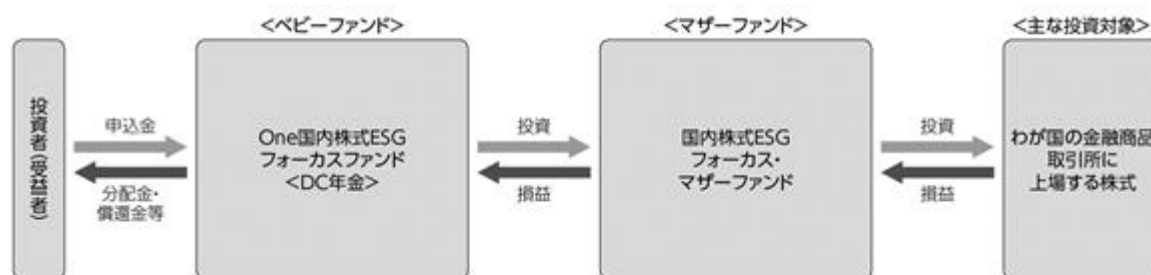 <ベビーファンド>
<マザーファンド>
<主な投資対象>
投資者(受益者)
申込金
分配金・
償還金等
One国内株式ESG
フォーカスファンド
<DC年金>
投資
損益
国内株式ESG
フォーカス・
マザーファンド
投資
損益
わが国の金融商品
取引所に
上場する株式